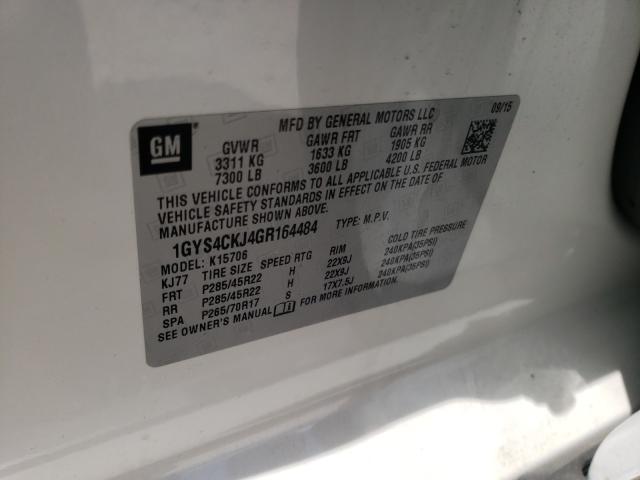 MFD BY GENERAL MOTORS LLC 09/15
GM
GVWR GAWR FRT GAWR RR
3311 KG 1633 KG 1905 KG
7300 LB 3600 LB 4200 LB
THIS VEHICLE CONFORMS TO ALL APPLICABLE U.S. FEDERAL MOTOR
VEHICLE SAFETY STANDARDS IN EFFECT ON THE DATE OF
MANUFACTURE SHOWN ABOVE.
1GYS4CKJ4GR164484 TYPE: M.P.V.
MODEL: K15706
KJ77 TIRE SIZE SPEED RTG RIM COLD TIRE PRESSURE
FRT P285/45R22 H 22X9J 240KPA(35PSI)
RR P285/45R22 H 22X9J 240KPA(35PSI)
SPA P265/70R17 S 17X7.5J 240KPA(35PSI)
SEE OWNER'S MANUAL FOR MORE INFORMATION.